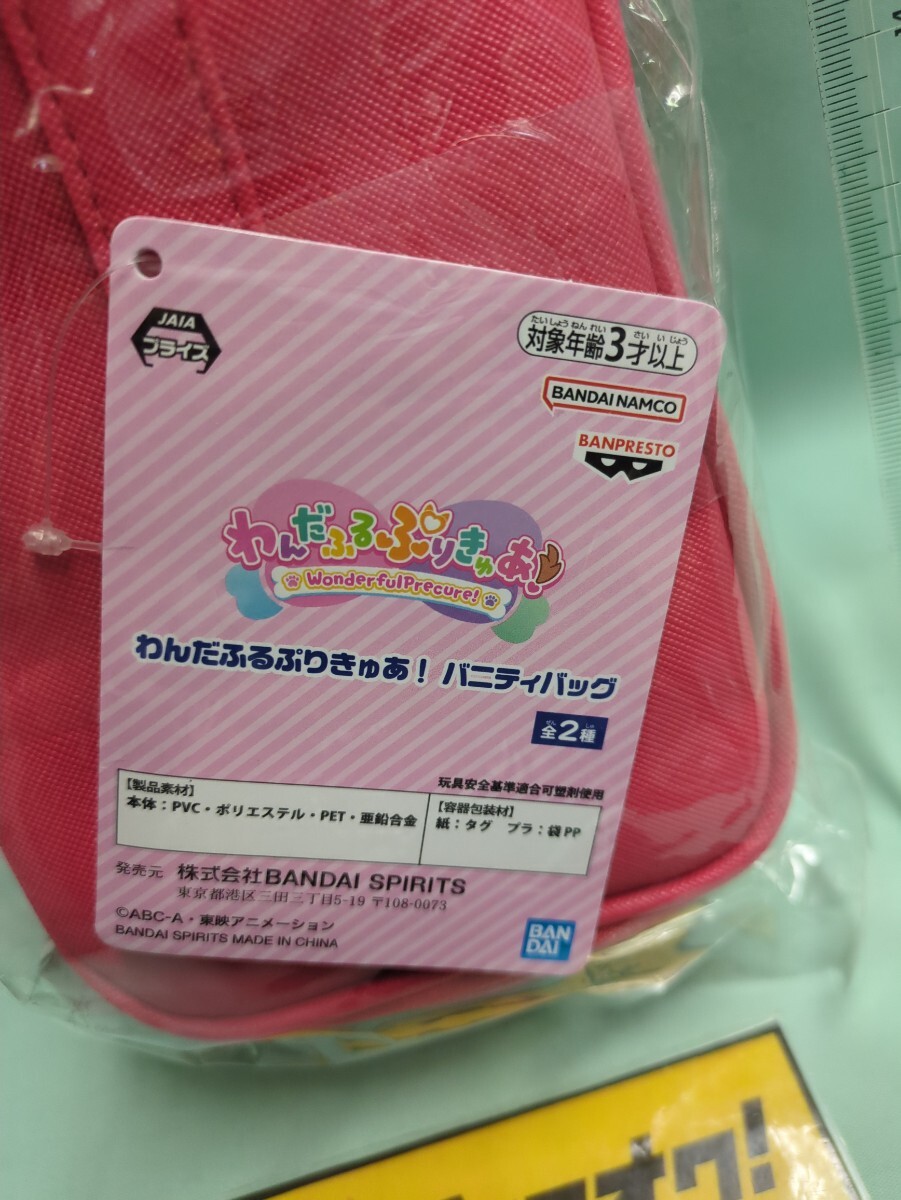 JAIA
プライズ
たいしょうねんれい さい いじょう
対象年齢3才以上
BANDAI NAMCO
BANPRESTO
わんだふるぷりきゅあ!
WonderfulPrecure!
わんだふるぷりきゅあ! バニティバッグ
ぜん しゅ
全2種
玩具安全基準適合可塑剤使用
【製品素材】
本体:PVC・ポリエステル・PET・亜鉛合金
【容器包装材】
紙:タグ プラ:袋PP
発売元 株式会社BANDAI SPIRITS
東京都港区三田三丁目5-19 〒108-0073
©ABC-A・東映アニメーション
BANDAI SPIRITS MADE IN CHINA
BAN
DAI
14
オク!